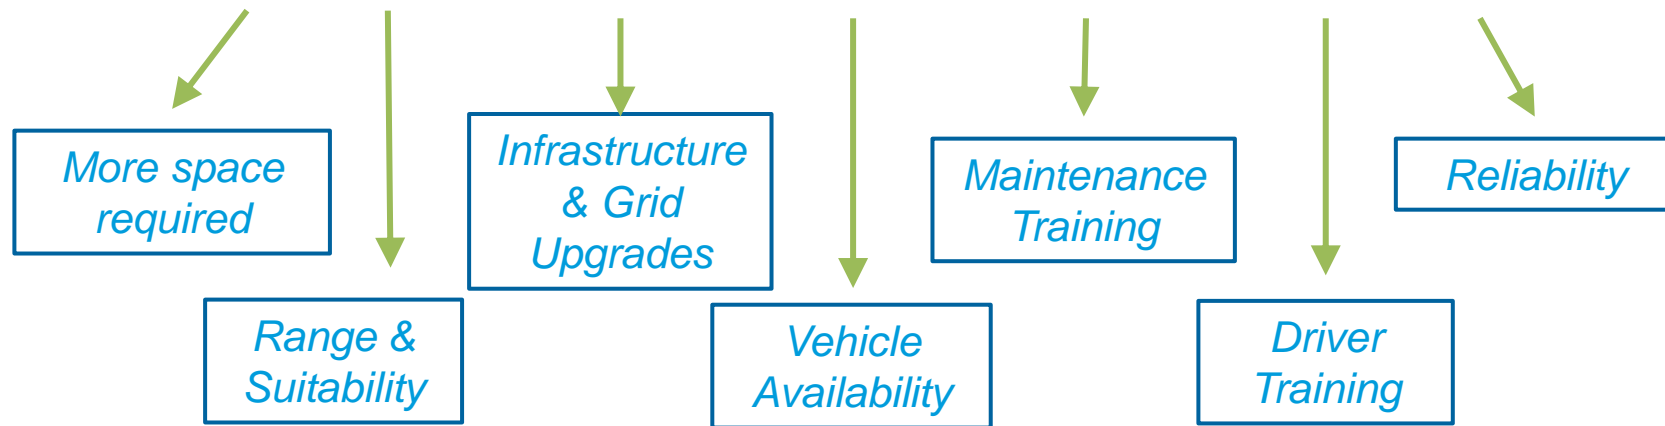 More space
required
Range &
Suitability
Infrastructure
& Grid
Upgrades
Vehicle
Availability
Maintenance
Training
Driver
Training
Reliability